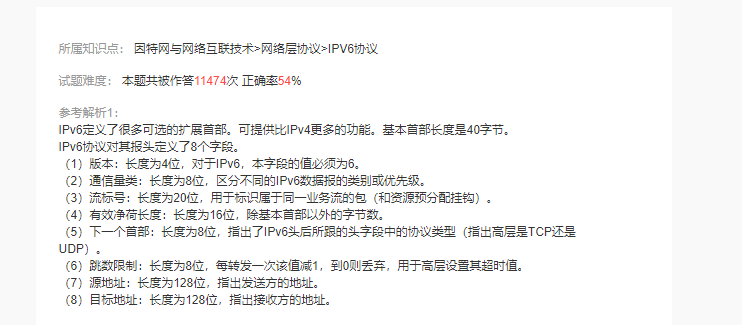 所属知识点： 因特网与网络互联技术>网络层协议>IPV6协议
试题难度： 本题共被作答11474次 正确率54%
参考解析1：
IPv6定义了很多可选的扩展首部。可提供比IPv4更多的功能。基本首部长度是40字节。
IPv6协议对其报头定义了8个字段。
（1）版本：长度为4位，对于IPv6，本字段的值必须为6。
（2）通信量类：长度为8位，区分不同的IPv6数据报的类别或优先级。
（3）流标号：长度为20位，用于标识属于同一业务流的包（和资源预分配挂钩）。
（4）有效净荷长度：长度为16位，除基本首部以外的字节数。
（5）下一个首部：长度为8位，指出了IPv6头后所跟的头字段中的协议类型（指出高层是TCP还是
UDP）。
（6）跳数限制：长度为8位，每转发一次该值减1，到0则丢弃，用于高层设置其超时值。
（7）源地址：长度为128位，指出发送方的地址。
（8）目标地址：长度为128位，指出接收方的地址。